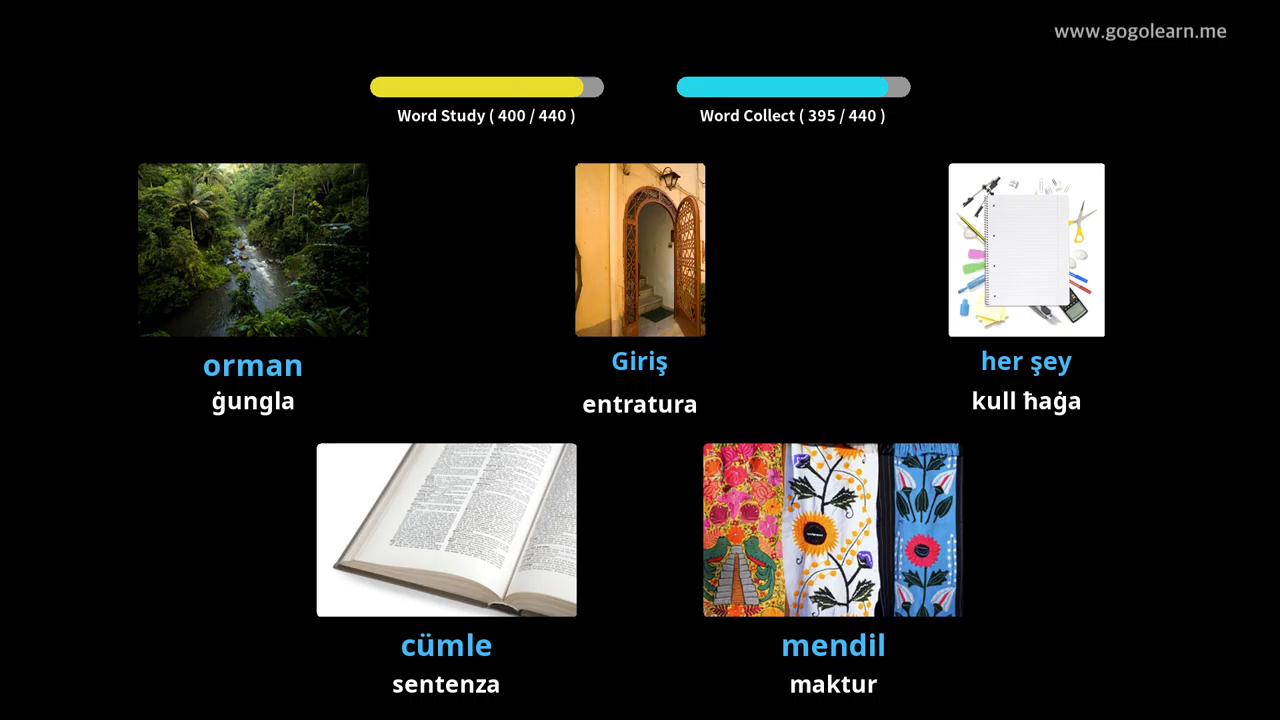 www.gogolearn.me
Word Study ( 400 / 440 )
Word Collect ( 395 / 440 )
orman
ġungla
Giriş
entratura
her şey
kull ħaġa
cümle
sentenza
mendil
maktur